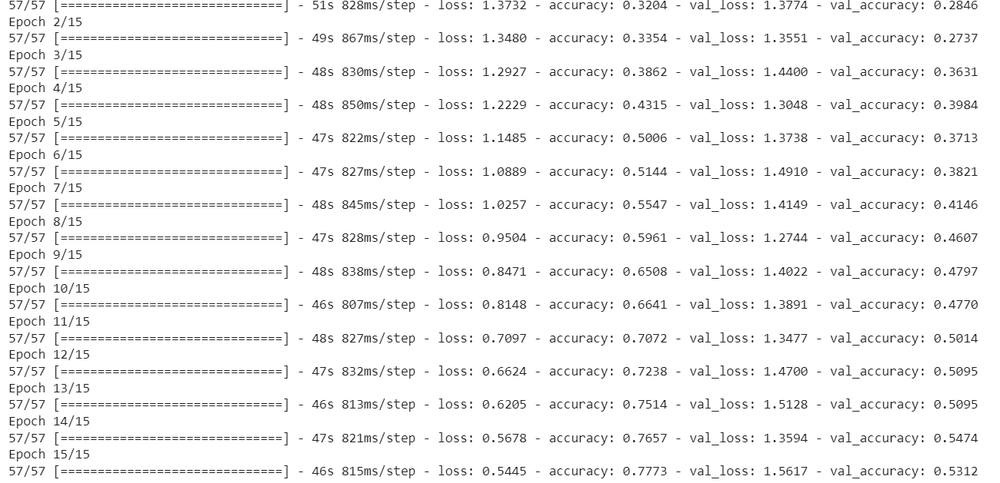 57/57 [==============================] - 51s 828ms/step - loss: 1.3732 - accuracy: 0.3204 - val_loss: 1.3774 - val_accuracy: 0.2846
Epoch 2/15
57/57 [==============================] - 49s 867ms/step - loss: 1.3480 - accuracy: 0.3354 - val_loss: 1.3551 - val_accuracy: 0.2737
Epoch 3/15
57/57 [==============================] - 48s 830ms/step - loss: 1.2927 - accuracy: 0.3862 - val_loss: 1.4400 - val_accuracy: 0.3631
Epoch 4/15
57/57 [==============================] - 48s 850ms/step - loss: 1.2229 - accuracy: 0.4315 - val_loss: 1.3048 - val_accuracy: 0.3984
Epoch 5/15
57/57 [==============================] - 47s 822ms/step - loss: 1.1485 - accuracy: 0.5006 - val_loss: 1.3738 - val_accuracy: 0.3713
Epoch 6/15
57/57 [==============================] - 47s 827ms/step - loss: 1.0889 - accuracy: 0.5144 - val_loss: 1.4910 - val_accuracy: 0.3821
Epoch 7/15
57/57 [==============================] - 48s 845ms/step - loss: 1.0257 - accuracy: 0.5547 - val_loss: 1.4149 - val_accuracy: 0.4146
Epoch 8/15
57/57 [==============================] - 47s 828ms/step - loss: 0.9504 - accuracy: 0.5961 - val_loss: 1.2744 - val_accuracy: 0.4607
Epoch 9/15
57/57 [==============================] - 48s 838ms/step - loss: 0.8471 - accuracy: 0.6508 - val_loss: 1.4022 - val_accuracy: 0.4797
Epoch 10/15
57/57 [==============================] - 46s 807ms/step - loss: 0.8148 - accuracy: 0.6641 - val_loss: 1.3891 - val_accuracy: 0.4770
Epoch 11/15
57/57 [==============================] - 48s 827ms/step - loss: 0.7097 - accuracy: 0.7072 - val_loss: 1.3477 - val_accuracy: 0.5014
Epoch 12/15
57/57 [==============================] - 47s 832ms/step - loss: 0.6624 - accuracy: 0.7238 - val_loss: 1.4700 - val_accuracy: 0.5095
Epoch 13/15
57/57 [==============================] - 46s 813ms/step - loss: 0.6205 - accuracy: 0.7514 - val_loss: 1.5128 - val_accuracy: 0.5095
Epoch 14/15
57/57 [==============================] - 47s 821ms/step - loss: 0.5678 - accuracy: 0.7657 - val_loss: 1.3594 - val_accuracy: 0.5474
Epoch 15/15
57/57 [==============================] - 46s 815ms/step - loss: 0.5445 - accuracy: 0.7773 - val_loss: 1.5617 - val_accuracy: 0.5312